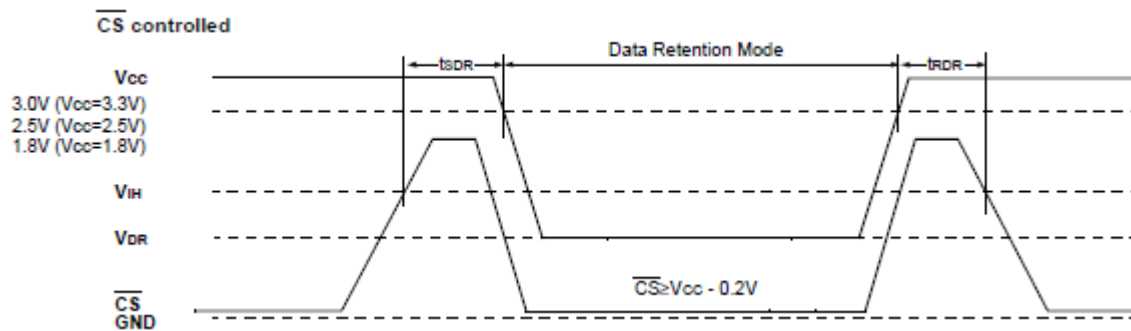 CS controlled
tSDR
Data Retention Mode
tRDR
Vcc
3.0V (Vcc=3.3V)
2.5V (Vcc=2.5V)
1.8V (Vcc=1.8V)
VIH
VDR
CS≥Vcc - 0.2V
CS
GND